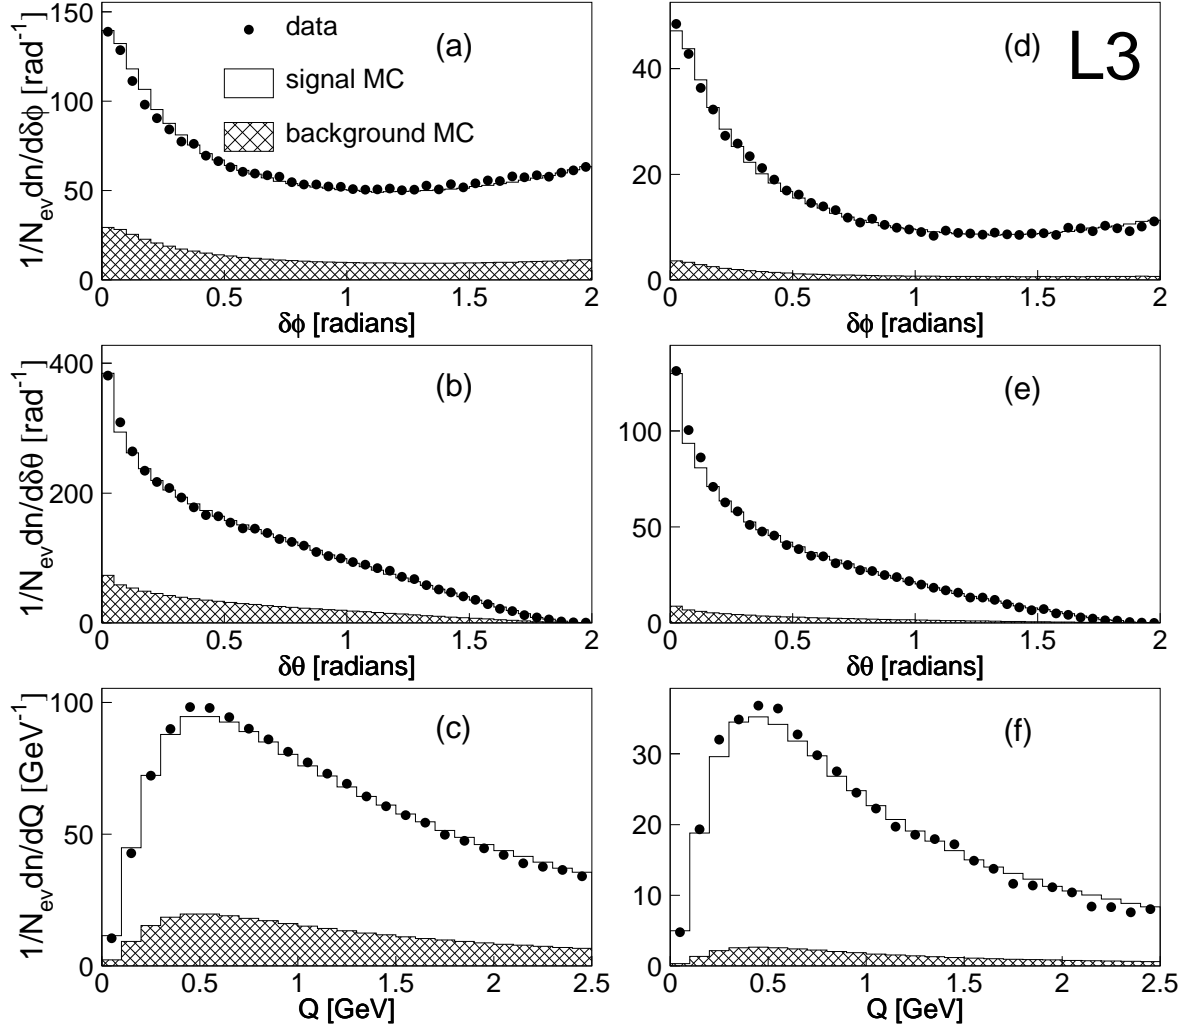 1/N_ev dn/dδϕ [rad⁻¹]
150
100
50
0
data
signal MC
background MC
(a)
0 0.5 1 1.5 2
δϕ [radians]
40
20
0
(d)
L3
0 0.5 1 1.5 2
δϕ [radians]
1/N_ev dn/dδθ [rad⁻¹]
400
200
0
(b)
0 0.5 1 1.5 2
δθ [radians]
100
50
0
(e)
0 0.5 1 1.5 2
δθ [radians]
1/N_ev dn/dQ [GeV⁻¹]
100
50
0
(c)
0 0.5 1 1.5 2 2.5
Q [GeV]
30
20
10
0
(f)
0 0.5 1 1.5 2 2.5
Q [GeV]